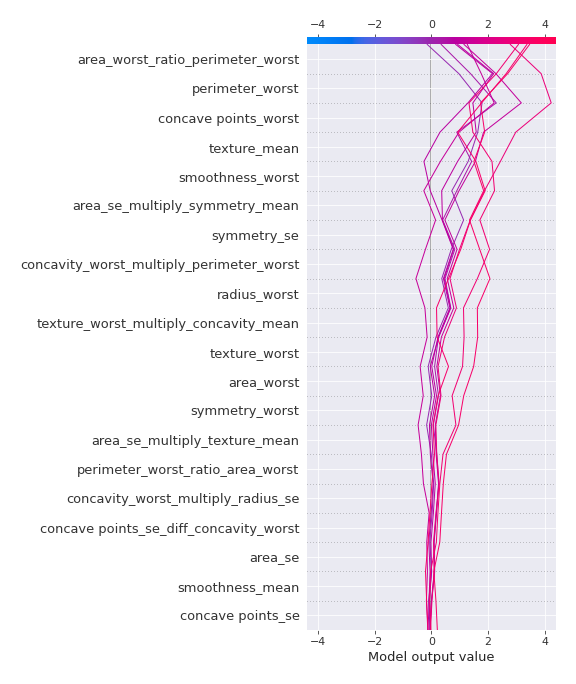 −4 −2 0 2 4
area_worst_ratio_perimeter_worst
perimeter_worst
concave points_worst
texture_mean
smoothness_worst
area_se_multiply_symmetry_mean
symmetry_se
concavity_worst_multiply_perimeter_worst
radius_worst
texture_worst_multiply_concavity_mean
texture_worst
area_worst
symmetry_worst
area_se_multiply_texture_mean
perimeter_worst_ratio_area_worst
concavity_worst_multiply_radius_se
concave points_se_diff_concavity_worst
area_se
smoothness_mean
concave points_se
−4 −2 0 2 4
Model output value